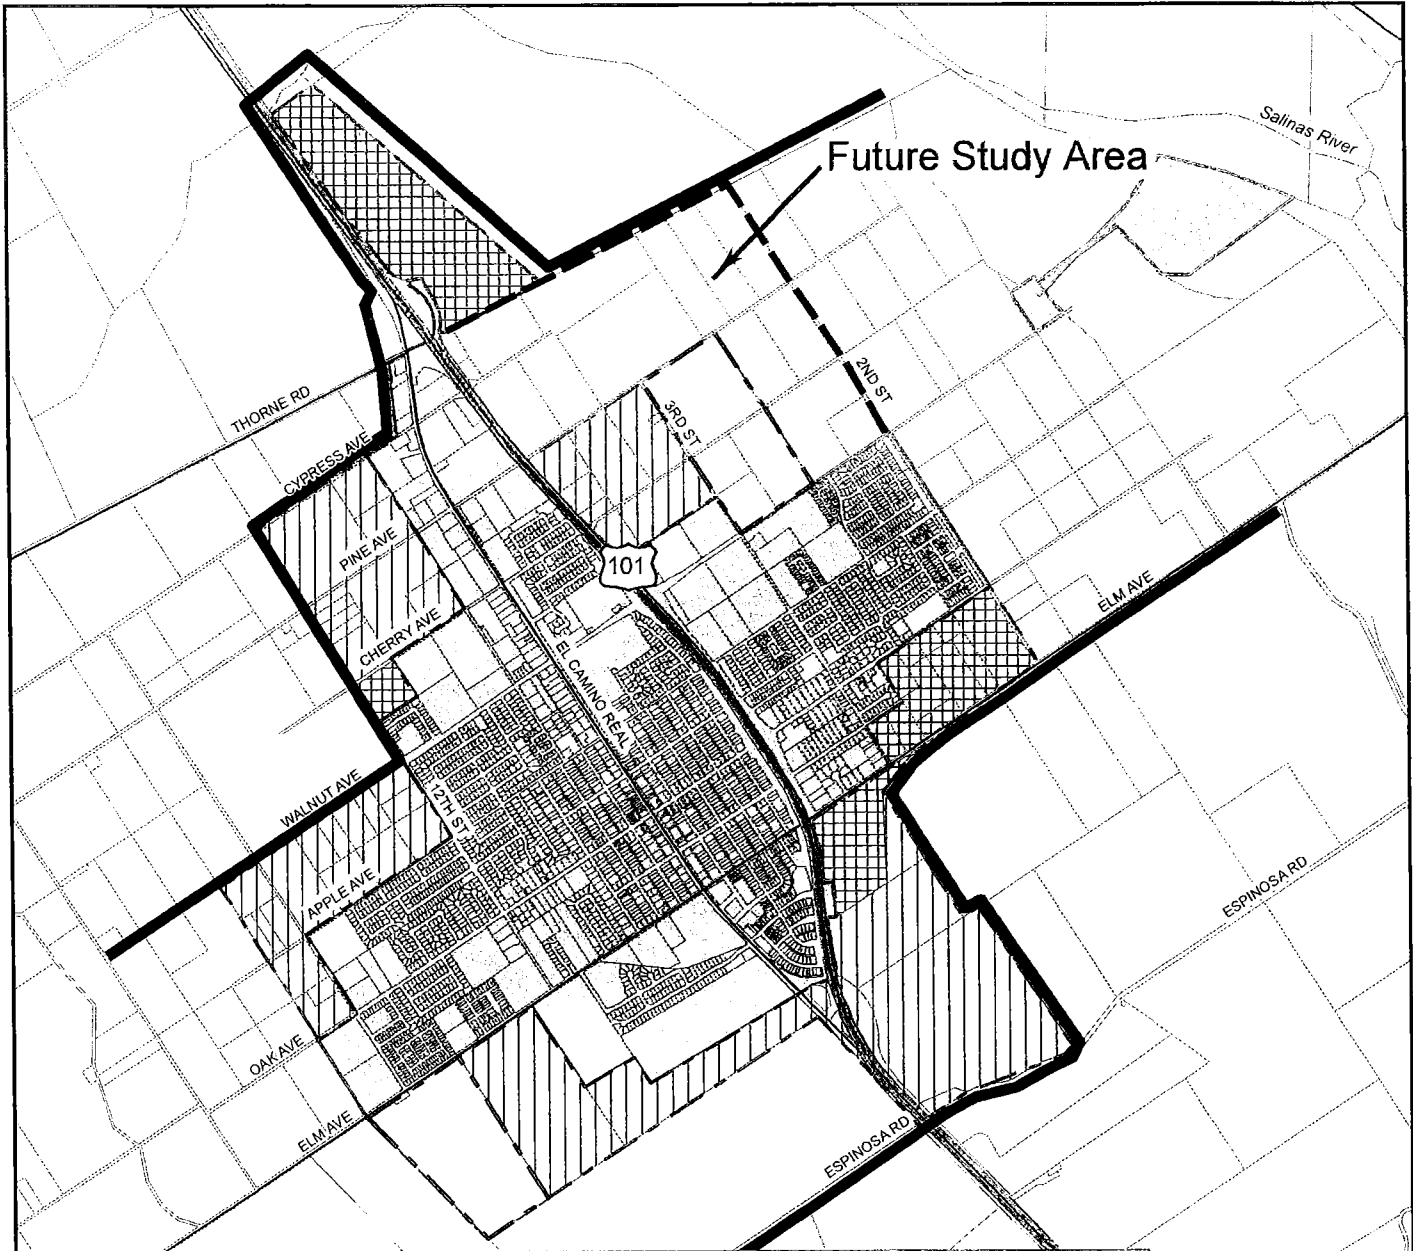 Salinas River
Future Study Area
2ND ST
THORNE RD
3RD ST
CYPRESS AVE
PINE AVE
101
ELM AVE
CHERRY AVE
EL CAMINO REAL
WALNUT AVE
12TH ST
APPLE AVE
ESPINOSA RD
OAK AVE
ELM AVE
ESPINOSA RD